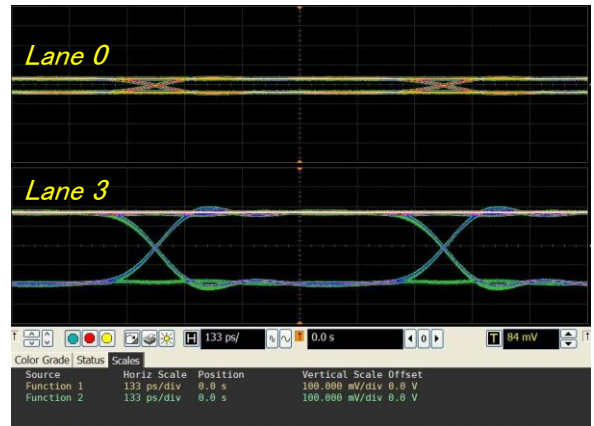 Lane 0
Lane 3
H 133 ps/ 0.0 s 0 T 84 mV
Color Grade Status Scales
Source Horiz Scale Position Vertical Scale Offset
Function 1 133 ps/div 0.0 s 100.000 mV/div 0.0 V
Function 2 133 ps/div 0.0 s 100.000 mV/div 0.0 V